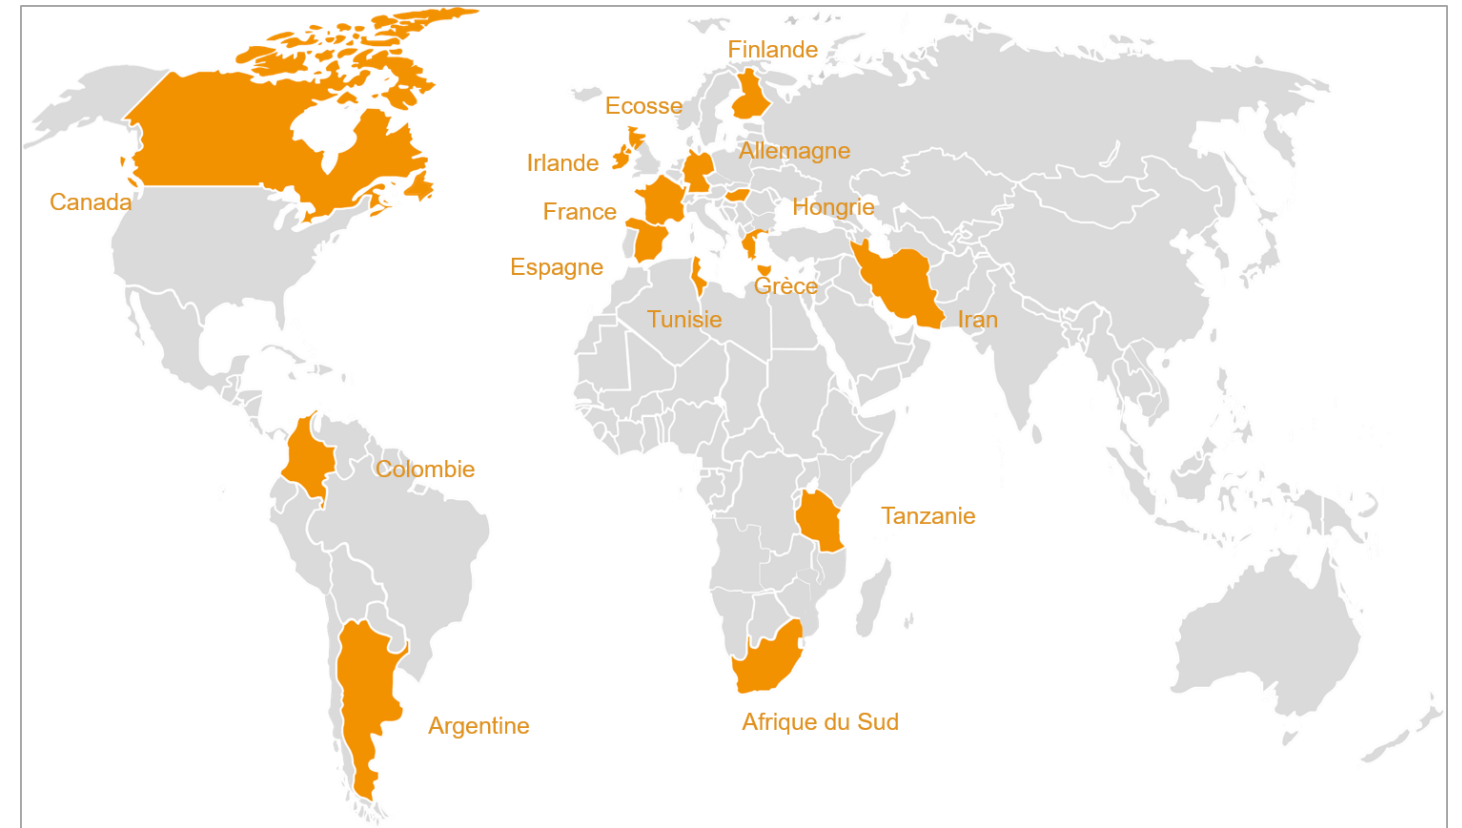 Finlande
Ecosse
Allemagne
Irlande
Canada
Hongrie
France
Espagne
Grèce
Tunisie
Iran
Colombie
Tanzanie
Afrique du Sud
Argentine